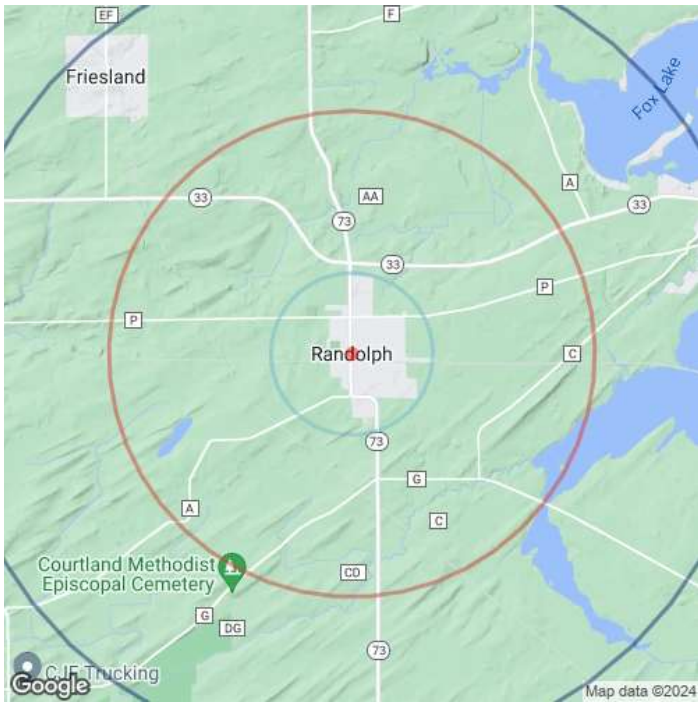 EF
F
Friesland
Fox Lake
A
33
AA
33
73
33
P
P
C
Randolph
73
G
A
C
Courtland Methodist
Episcopal Cemetery
CD
G
DG
73
CJF Trucking
Google
Map data ©2024